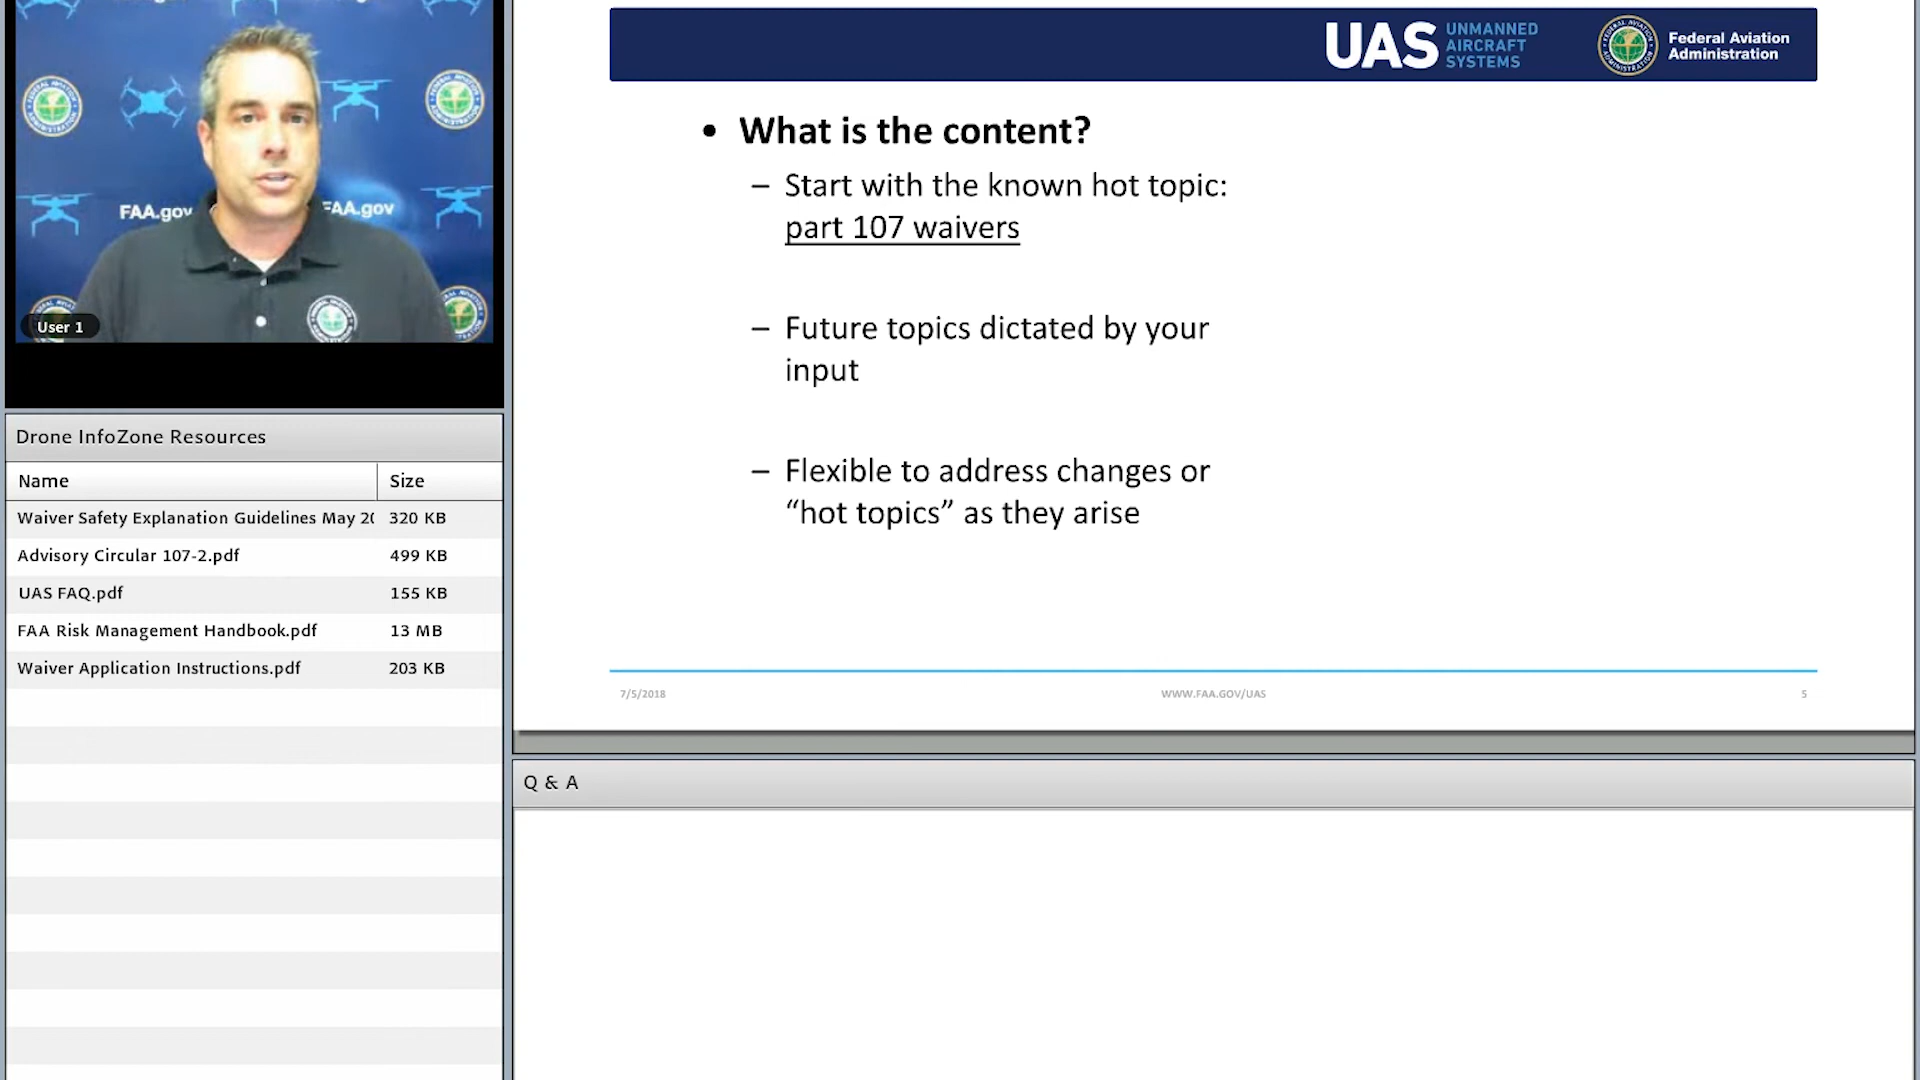 FAA.gov
FAA.gov
User 1
Drone InfoZone Resources
Name Size
Waiver Safety Explanation Guidelines May 20 320 KB
Advisory Circular 107-2.pdf 499 KB
UAS FAQ.pdf 155 KB
FAA Risk Management Handbook.pdf 13 MB
Waiver Application Instructions.pdf 203 KB
UAS
UNMANNED
AIRCRAFT
SYSTEMS
Federal Aviation
Administration
• What is the content?
– Start with the known hot topic:
part 107 waivers
– Future topics dictated by your
input
– Flexible to address changes or
“hot topics” as they arise
7/5/2018 WWW.FAA.GOV/UAS 5
Q & A